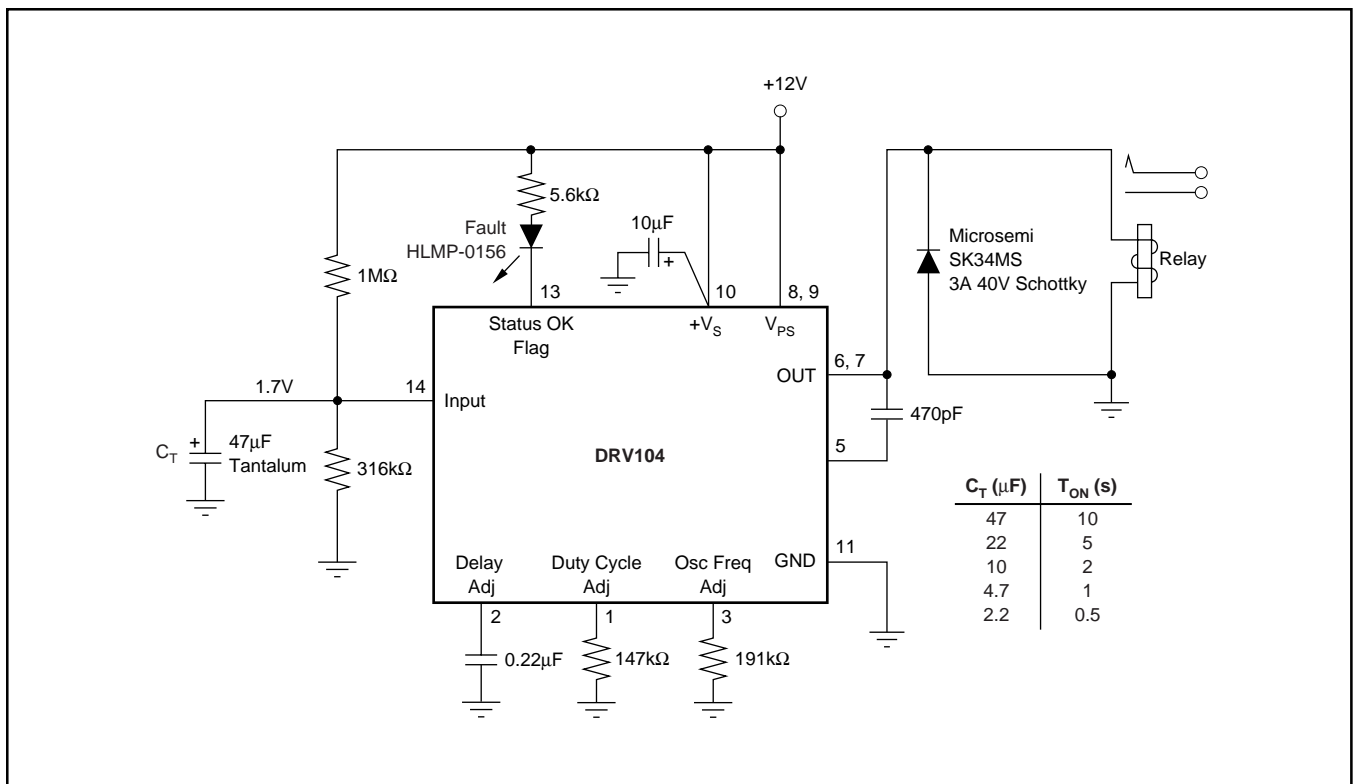 +12V
5.6kΩ
Fault
HLMP-0156
10μF
+
1MΩ
13
10
8, 9
Microsemi
SK34MS
3A 40V Schottky
Relay
Status OK
Flag
+VS
VPS
6, 7
OUT
1.7V
14
Input
470pF
CT
+
47μF
Tantalum
316kΩ
DRV104
5
CT (μF) TON (s)
47 10
22 5
10 2
4.7 1
2.2 0.5
Delay
Adj
Duty Cycle
Adj
Osc Freq
Adj
GND
11
2
1
3
0.22μF
147kΩ
191kΩ